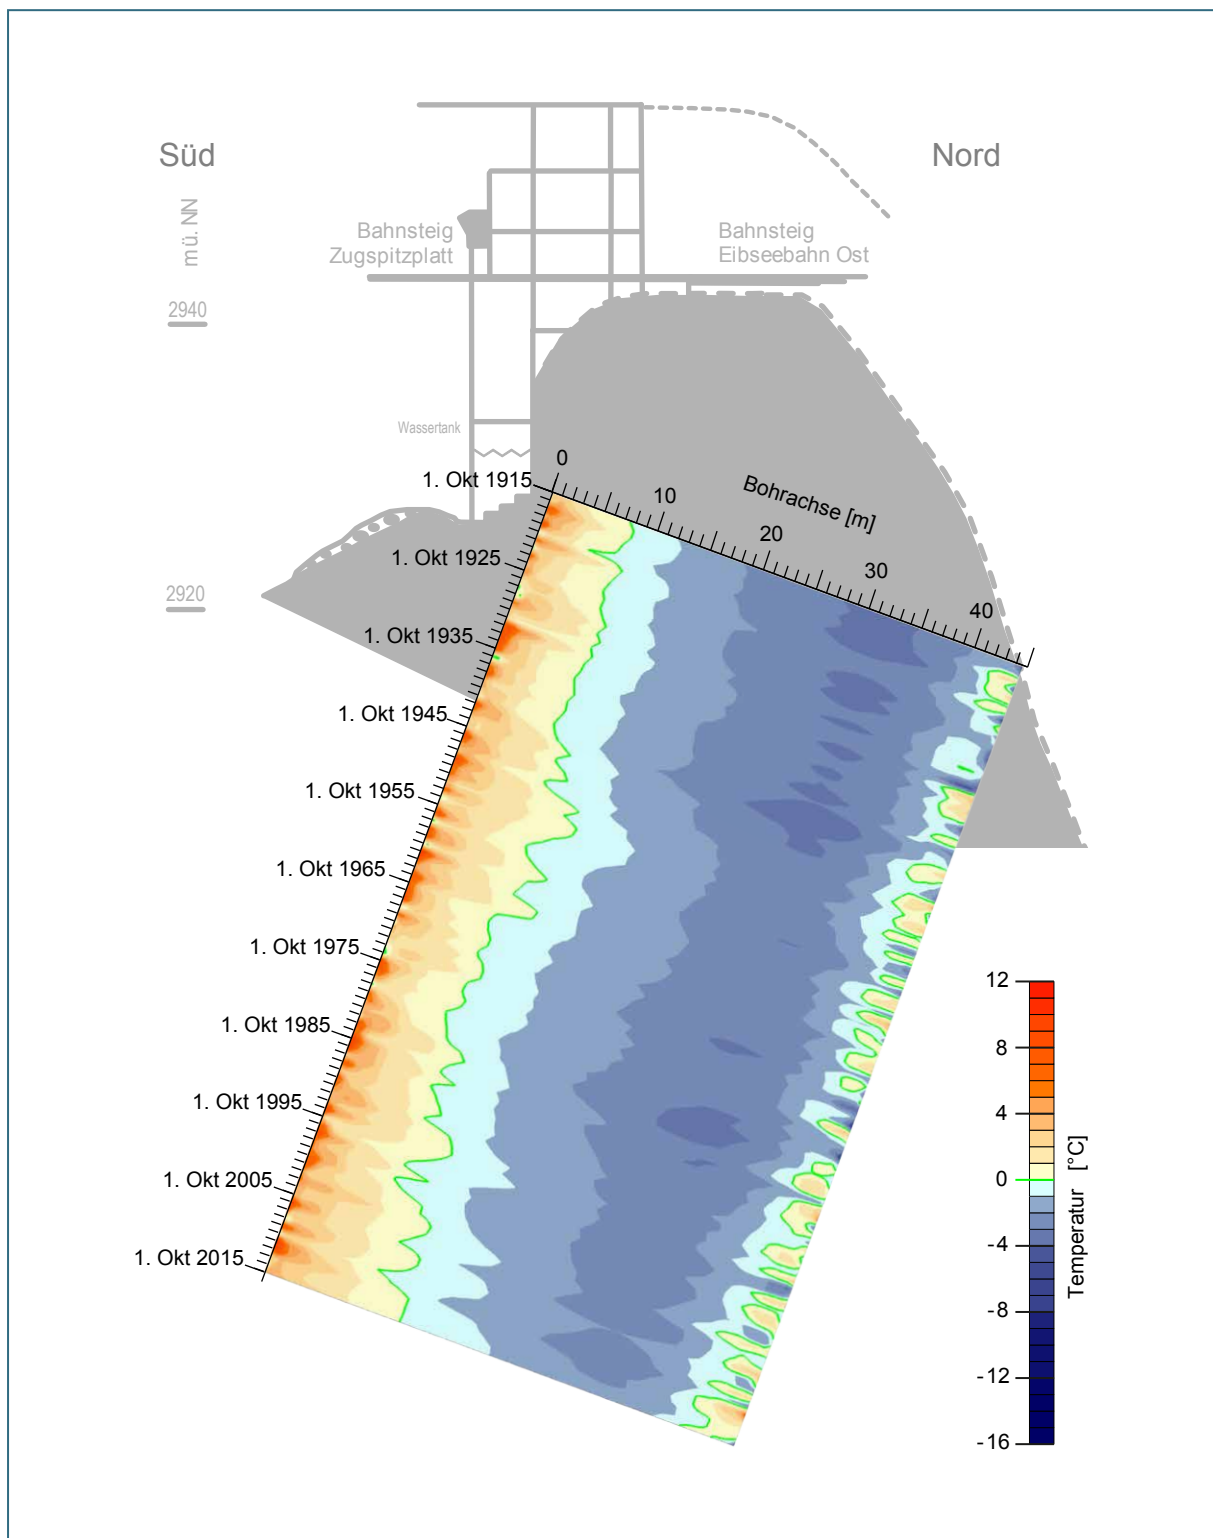 Süd
Nord
mü. NN
Bahnsteig
Zugspitzplatt
Bahnsteig
Eibseebahn Ost
2940
Wassertank
0
10
20
30
40
Bohrachse [m]
1. Okt 1915
1. Okt 1925
2920
1. Okt 1935
1. Okt 1945
1. Okt 1955
1. Okt 1965
1. Okt 1975
1. Okt 1985
1. Okt 1995
1. Okt 2005
1. Okt 2015
12
8
4
0
-4
-8
-12
-16
Temperatur [°C]